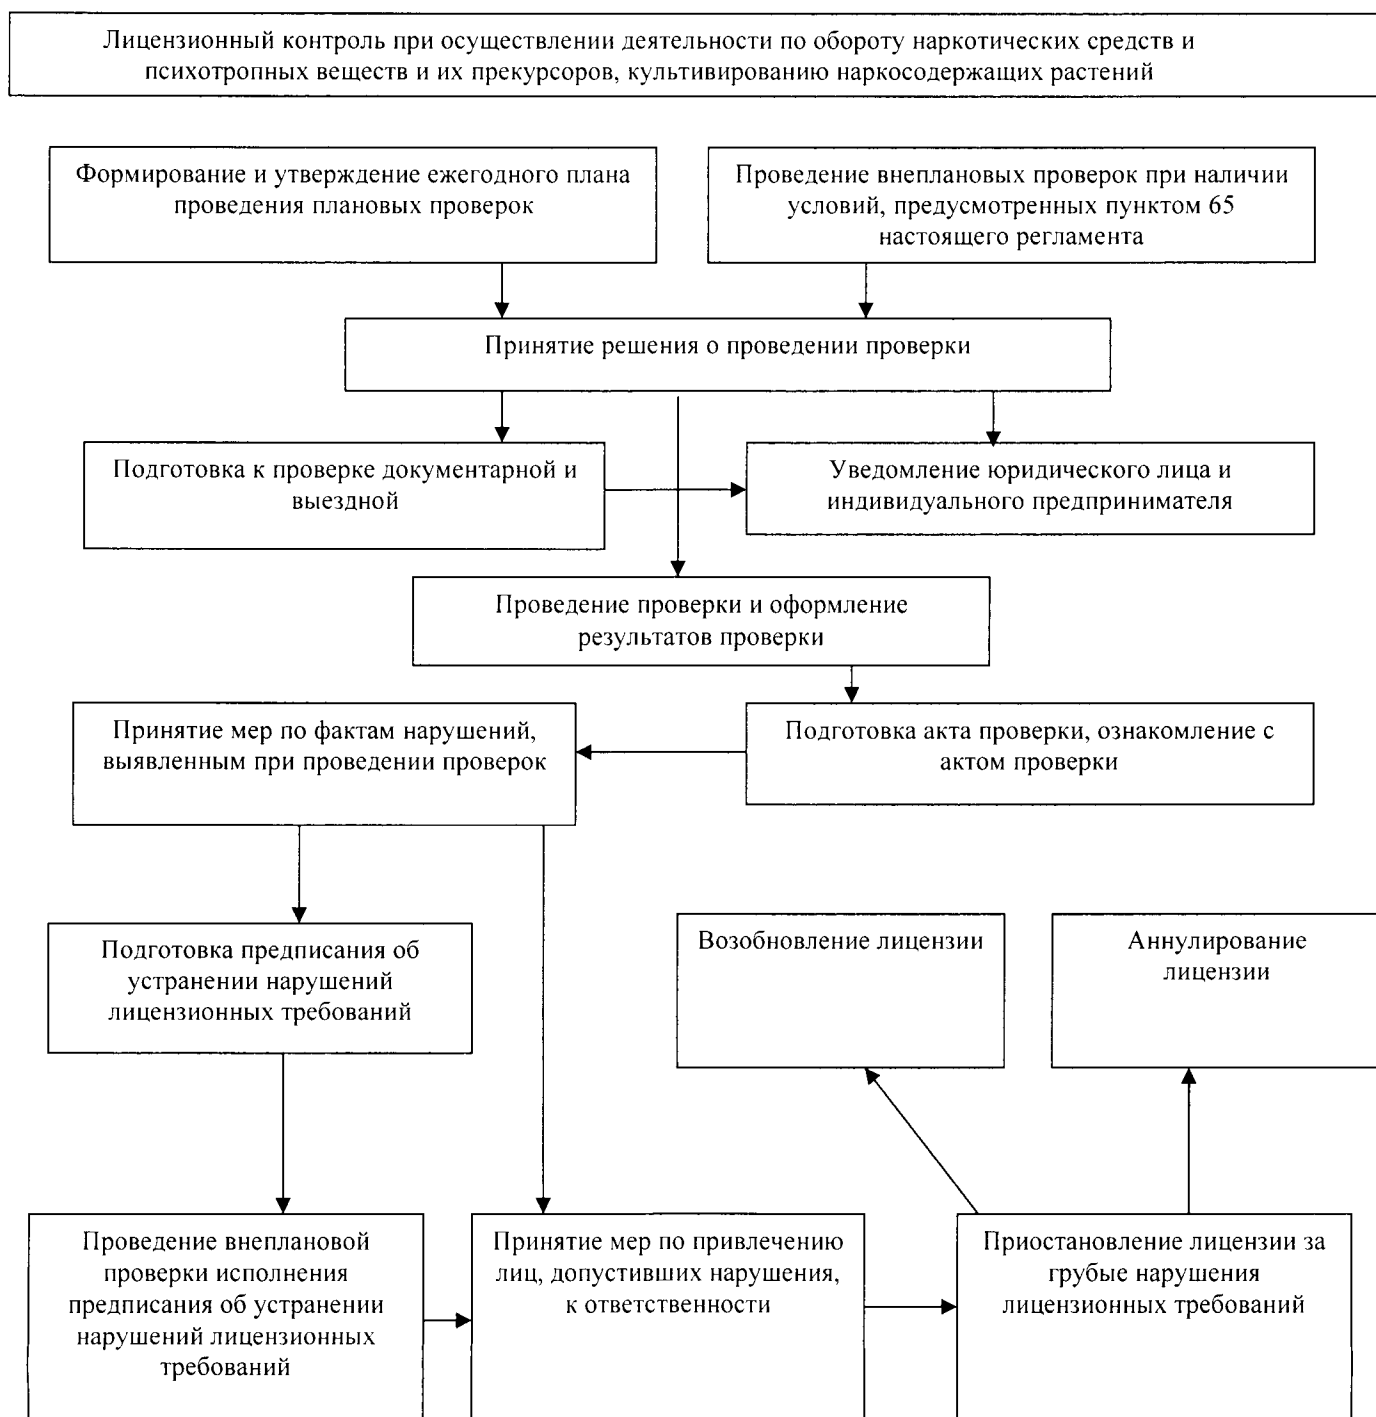 Лицензионный контроль при осуществлении деятельности по обороту наркотических средств и
психотропных веществ и их прекурсоров, культивированию наркосодержащих растений
Формирование и утверждение ежегодного плана
проведения плановых проверок
Проведение внеплановых проверок при наличии
условий, предусмотренных пунктом 65
настоящего регламента
Принятие решения о проведении проверки
Подготовка к проверке документарной и
выездной
Уведомление юридического лица и
индивидуального предпринимателя
Проведение проверки и оформление
результатов проверки
Принятие мер по фактам нарушений,
выявленным при проведении проверок
Подготовка акта проверки, ознакомление с
актом проверки
Подготовка предписания об
устранении нарушений
лицензионных требований
Возобновление лицензии
Аннулирование
лицензии
Проведение внеплановой
проверки исполнения
предписания об устранении
нарушений лицензионных
требований
Принятие мер по привлечению
лиц, допустивших нарушения,
к ответственности
Приостановление лицензии за
грубые нарушения
лицензионных требований